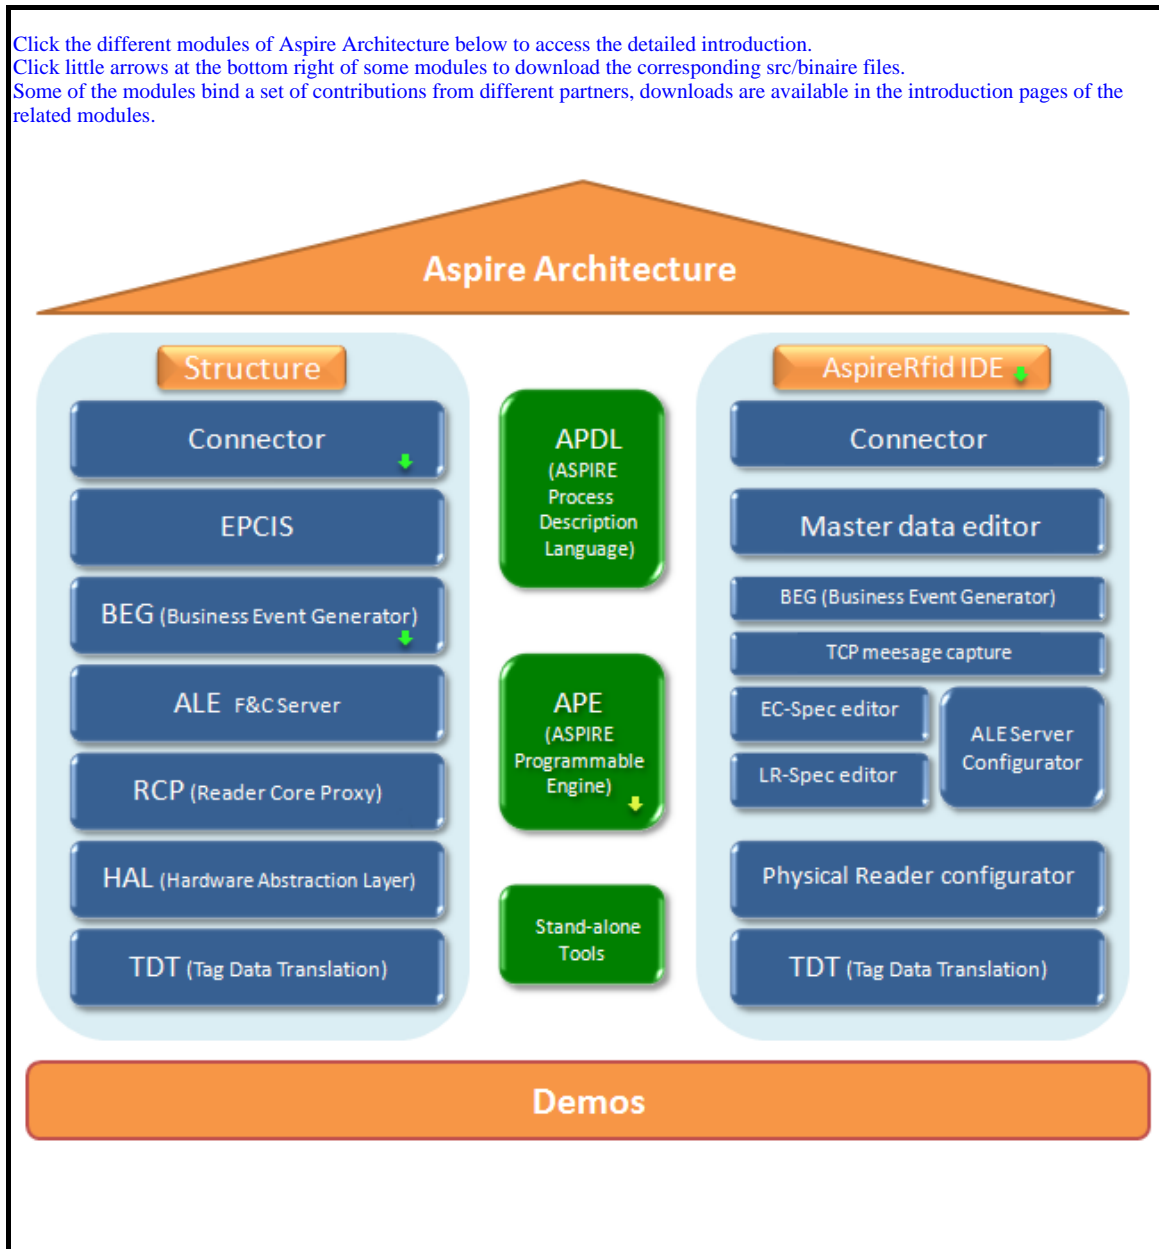 Click the different modules of Aspire Architecture below to access the detailed introduction.
Click little arrows at the bottom right of some modules to download the corresponding src/binaire files.
Some of the modules bind a set of contributions from different partners, downloads are available in the introduction pages of the
related modules.
Aspire Architecture
Structure
Connector
EPCIS
BEG (Business Event Generator)
ALE F&C Server
RCP (Reader Core Proxy)
HAL (Hardware Abstraction Layer)
TDT (Tag Data Translation)
APDL
(ASPIRE
Process
Description
Language)
APE
(ASPIRE
Programmable
Engine)
Stand-alone
Tools
AspireRfid IDE
Connector
Master data editor
BEG (Business Event Generator)
TCP meesage capture
EC-Spec editor
LR-Spec editor
ALE Server
Configurator
Physical Reader configurator
TDT (Tag Data Translation)
Demos